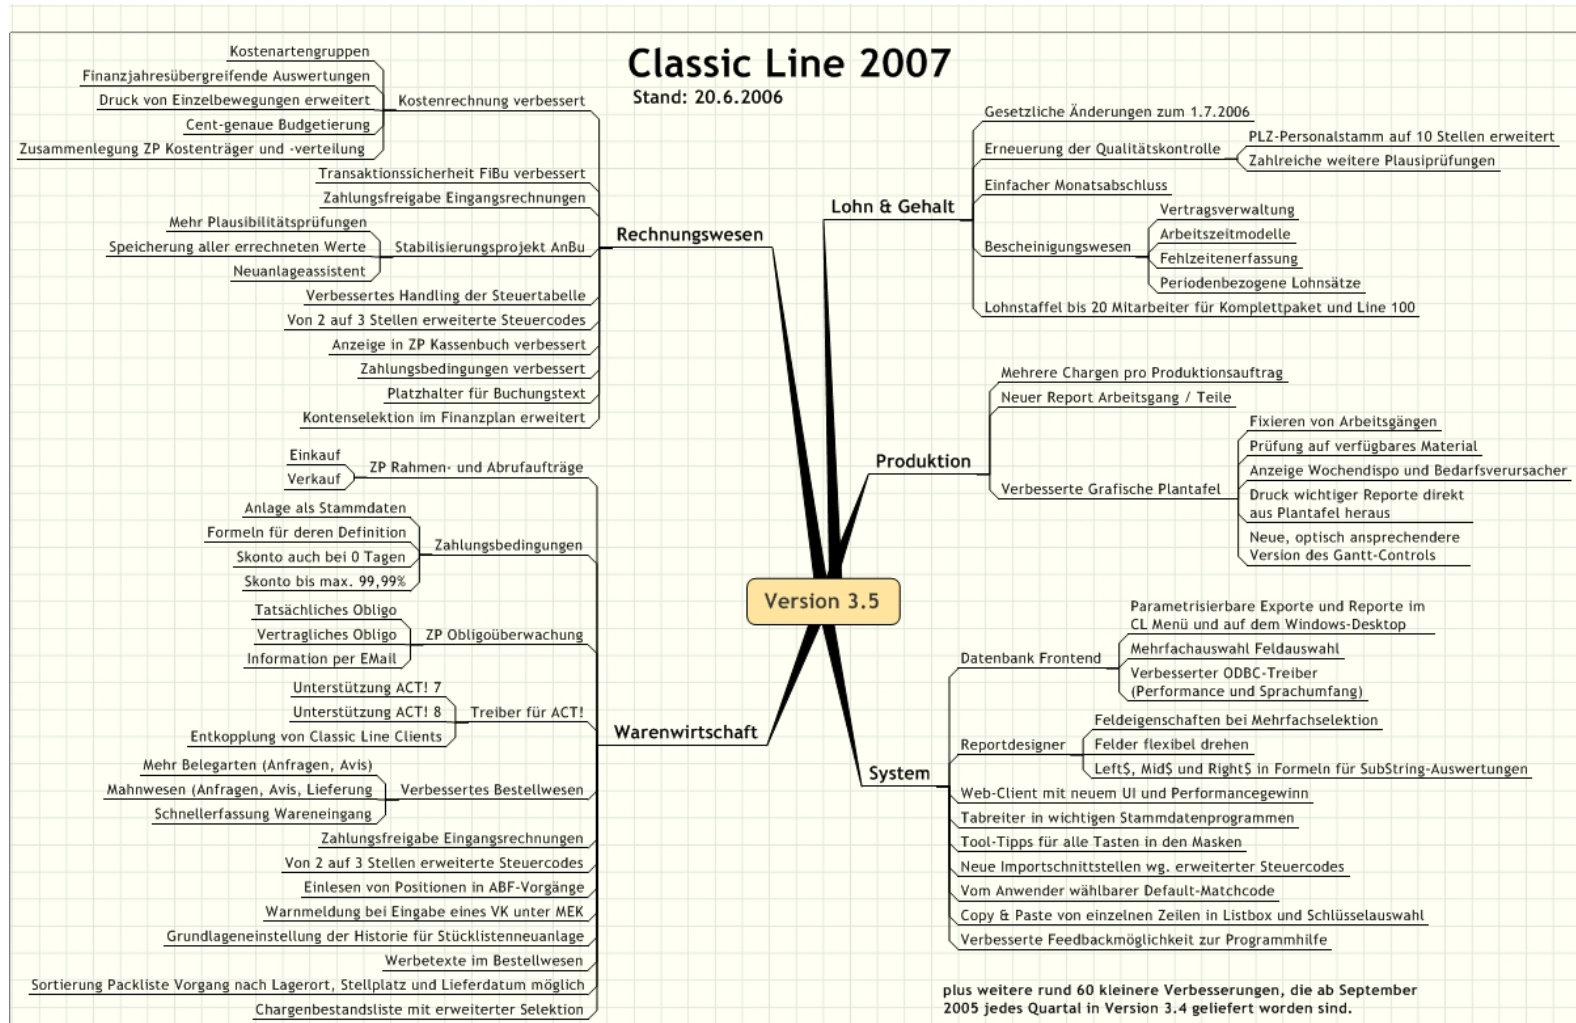 Classic Line 2007
Stand: 20.6.2006
Version 3.5
Rechnungswesen
Kostenrechnung verbessert
Kostenartengruppen
Finanzjahresübergreifende Auswertungen
Druck von Einzelbewegungen erweitert
Cent-genaue Budgetierung
Zusammenlegung ZP Kostenträger und -verteilung
Transaktionssicherheit FiBu verbessert
Zahlungsfreigabe Eingangsrechnungen
Stabilisierungsprojekt AnBu
Mehr Plausibilitätsprüfungen
Speicherung aller errechneten Werte
Neuanlageassistent
Verbessertes Handling der Steuertabelle
Von 2 auf 3 Stellen erweiterte Steuercodes
Anzeige in ZP Kassenbuch verbessert
Zahlungsbedingungen verbessert
Platzhalter für Buchungstext
Kontenselektion im Finanzplan erweitert
Warenwirtschaft
ZP Rahmen- und Abrufaufträge
Einkauf
Verkauf
Zahlungsbedingungen
Anlage als Stammdaten
Formeln für deren Definition
Skonto auch bei 0 Tagen
Skonto bis max. 99,99%
ZP Obligoüberwachung
Tatsächliches Obligo
Vertragliches Obligo
Information per EMail
Treiber für ACT!
Unterstützung ACT! 7
Unterstützung ACT! 8
Entkopplung von Classic Line Clients
Verbessertes Bestellwesen
Mehr Belegarten (Anfragen, Avis)
Mahnwesen (Anfragen, Avis, Lieferung
Schnellerfassung Wareneingang
Zahlungsfreigabe Eingangsrechnungen
Von 2 auf 3 Stellen erweiterte Steuercodes
Einlesen von Positionen in ABF-Vorgänge
Warnmeldung bei Eingabe eines VK unter MEK
Grundlageneinstellung der Historie für Stücklistenneuanlage
Werbetexte im Bestellwesen
Sortierung Packliste Vorgang nach Lagerort, Stellplatz und Lieferdatum möglich
Chargenbestandsliste mit erweiterter Selektion
Lohn & Gehalt
Gesetzliche Änderungen zum 1.7.2006
Erneuerung der Qualitätskontrolle
PLZ-Personalstamm auf 10 Stellen erweitert
Zahlreiche weitere Plausiprüfungen
Einfacher Monatsabschluss
Bescheinigungswesen
Vertragsverwaltung
Arbeitszeitmodelle
Fehlzeitenerfassung
Periodenbezogene Lohnsätze
Lohnstaffel bis 20 Mitarbeiter für Komplettpaket und Line 100
Produktion
Mehrere Chargen pro Produktionsauftrag
Neuer Report Arbeitsgang / Teile
Verbesserte Grafische Plantafel
Fixieren von Arbeitsgängen
Prüfung auf verfügbares Material
Anzeige Wochendispo und Bedarfsverursacher
Druck wichtiger Reporte direkt
aus Plantafel heraus
Neue, optisch ansprechendere
Version des Gantt-Controls
System
Datenbank Frontend
Parametrisierbare Exporte und Reporte im
CL Menü und auf dem Windows-Desktop
Mehrfachauswahl Feldauswahl
Verbesserter ODBC-Treiber
(Performance und Sprachumfang)
Reportdesigner
Feldeigenschaften bei Mehrfachselektion
Felder flexibel drehen
Left$, Mid$ und Right$ in Formeln für SubString-Auswertungen
Web-Client mit neuem UI und Performancegewinn
Tabreiter in wichtigen Stammdatenprogrammen
Tool-Tipps für alle Tasten in den Masken
Neue Importschnittstellen wg. erweiterter Steuercodes
Vom Anwender wählbarer Default-Matchcode
Copy & Paste von einzelnen Zeilen in Listbox und Schlüsselauswahl
Verbesserte Feedbackmöglichkeit zur Programmhilfe
plus weitere rund 60 kleinere Verbesserungen, die ab September
2005 jedes Quartal in Version 3.4 geliefert worden sind.